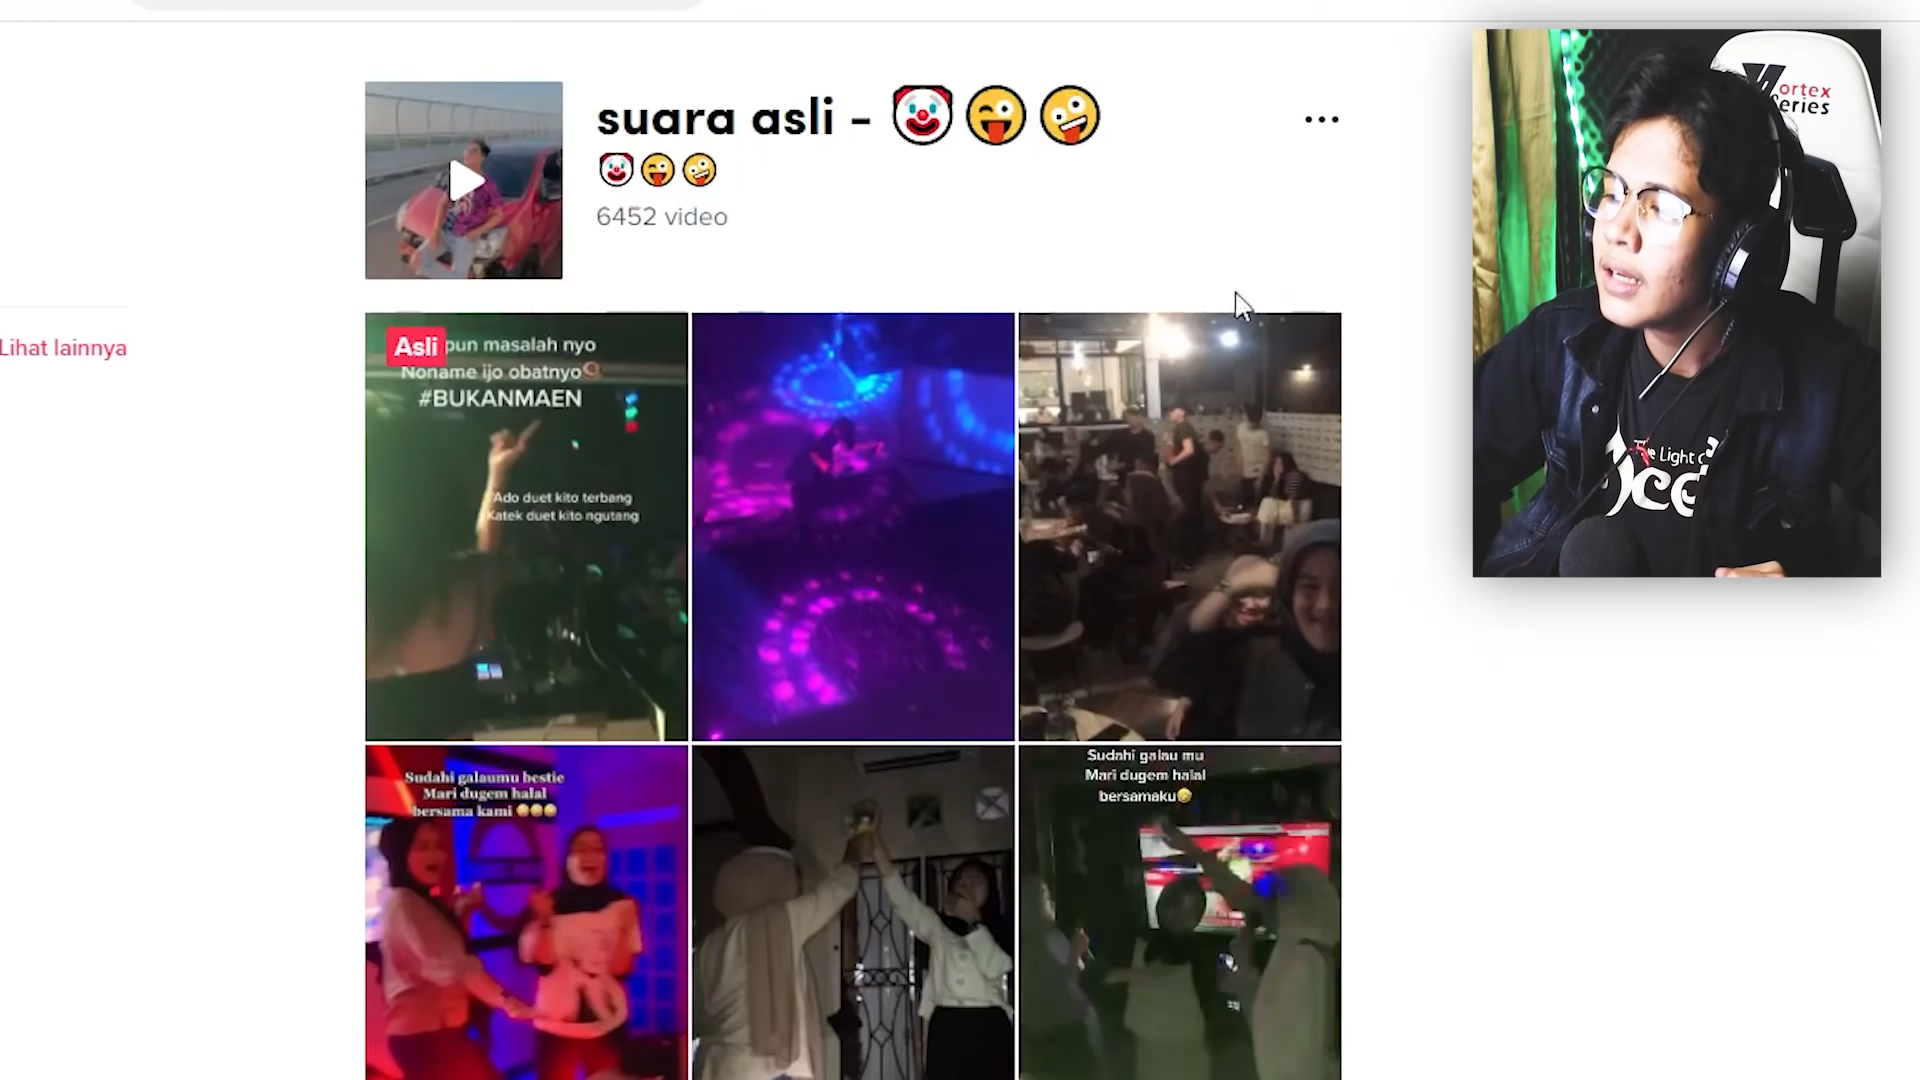 suara asli - 🤡😜🤪
🤡😜🤪
6452 video
Lihat lainnya
Asli
pun masalah nyo
Noname ijo obatnyo
#BUKANMAEN
Ado duet kito terbang
Katek duet kito ngutang
Sudahi galaumu bestie
Mari dugem halal
bersama kami 🤣🤣🤣
Sudahi galau mu
Mari dugem halal
bersamaku🤣
ortex
eries
The Light